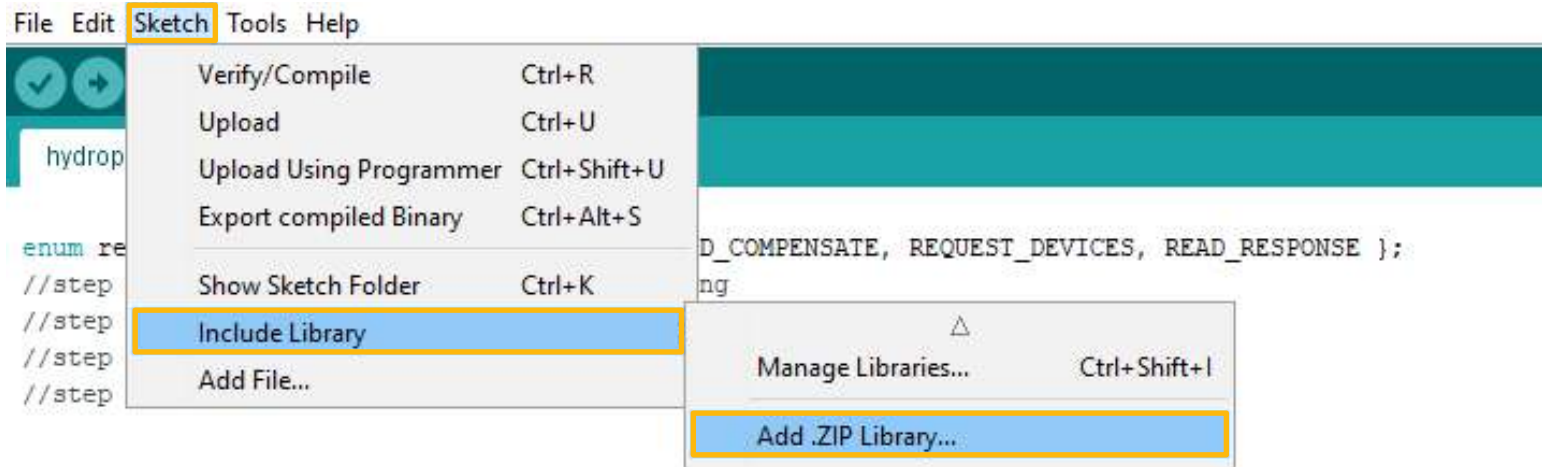 File Edit Sketch Tools Help
Verify/Compile Ctrl+R
Upload Ctrl+U
hydrop
Upload Using Programmer Ctrl+Shift+U
Export compiled Binary Ctrl+Alt+S
enum re D_COMPENSATE, REQUEST_DEVICES, READ_RESPONSE };
//step Show Sketch Folder Ctrl+K ng
//step Include Library
△
//step Manage Libraries... Ctrl+Shift+I
Add File...
//step
Add .ZIP Library...